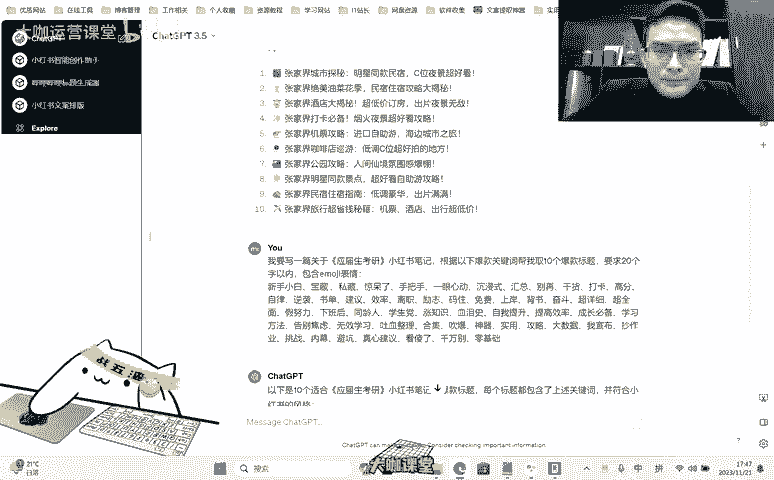 优品网站
在线工具
博客管理
工作相关
个人收藏
资源教程
学习网站
IT站长
网盘资源
软件收集
文案提取神器
大咖运营课堂
ChatGPT
ChatGPT 3.5
小红书智能创作助手
标题生成器
小红书文案排版
Explore
1. 张家界城市探秘：明星同款民宿，C位夜景超好看！
2. 张家界绝美油菜花季，民宿住宿攻略大揭秘！
3. 张家界酒店大揭秘！超低价订房，出片夜景无敌！
4. 张家界打卡必备！烟火夜景超好看攻略！
5. 张家界机票攻略：进口自助游，海边城市之旅！
6. 张家界咖啡店巡游：低调C位超好拍的地方！
7. 张家界公园攻略：人间仙境氛围感爆棚！
8. 张家界明星同款景点，超好看自助游攻略！
9. 张家界民宿住宿指南：低调豪华，出片满满！
10. 张家界旅行超省钱秘籍：机票、酒店、出行超低价！
You
我要写一篇关于《应届生考研》小红书笔记，根据以下爆款关键词帮我取10个爆款标题，要求20个
字以内，包含emoji表情：
新手小白、宝藏、私藏、惊呆了、手把手、一眼心动、沉浸式、汇总、别再、干货、打卡、高分、
自律、逆袭、书单、建议、效率、离职、励志、码住、免费、上岸、背书、奋斗、超详细、超全
面、假努力、下班后、同龄人、学生党、涨知识、血泪史、自我提升、提高效率、成长必备、学习
方法、告别焦虑、无效学习、吐血整理、合集、吹爆、神器、实用、攻略、大数据、我宣布、抄作
业、挑战、内幕、避坑、真心建议、看傻了、千万别、零基础
ChatGPT
以下是10个适合《应届生考研》小红书笔记的爆款标题，每个标题都包含了上述关键词，并符合小
Message ChatGPT...
Consider checking important information.
?
21°C
搜索
中
拼
17:47
2023/11/21
大咖课堂